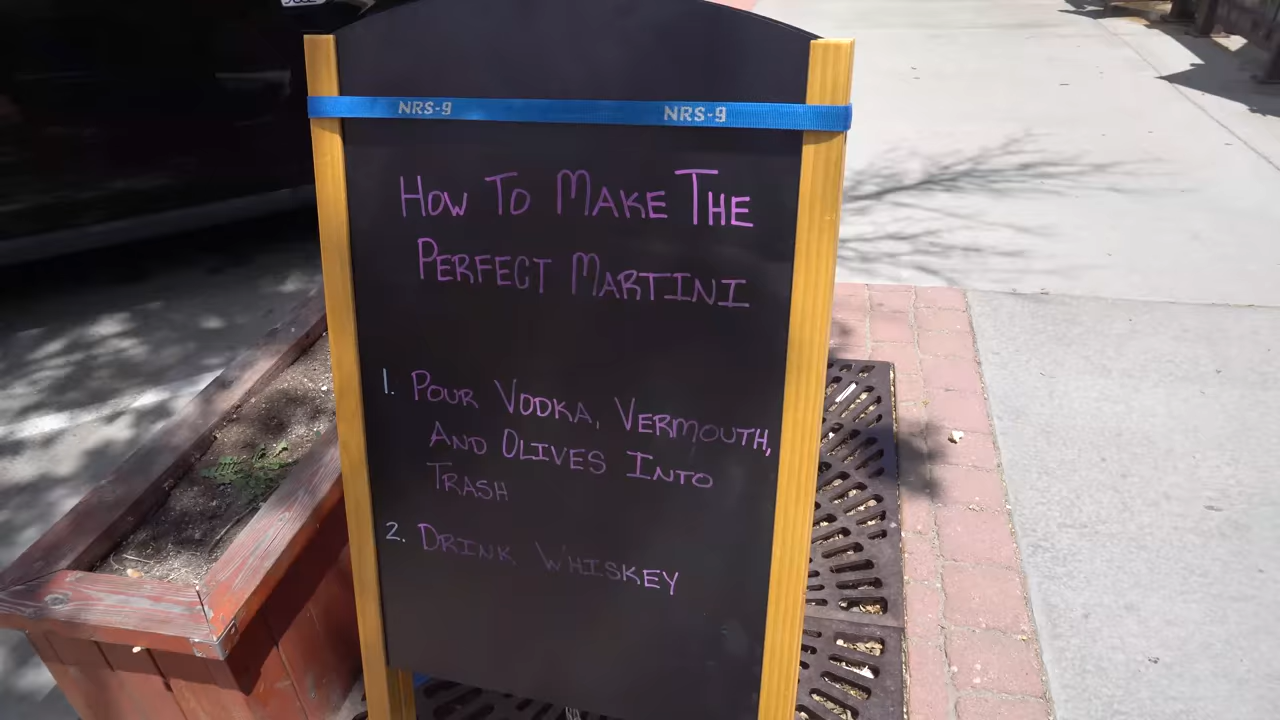 NRS-9 NRS-9
How To Make The
Perfect Martini
1. Pour Vodka, Vermouth,
And Olives Into
Trash
2. Drink Whiskey